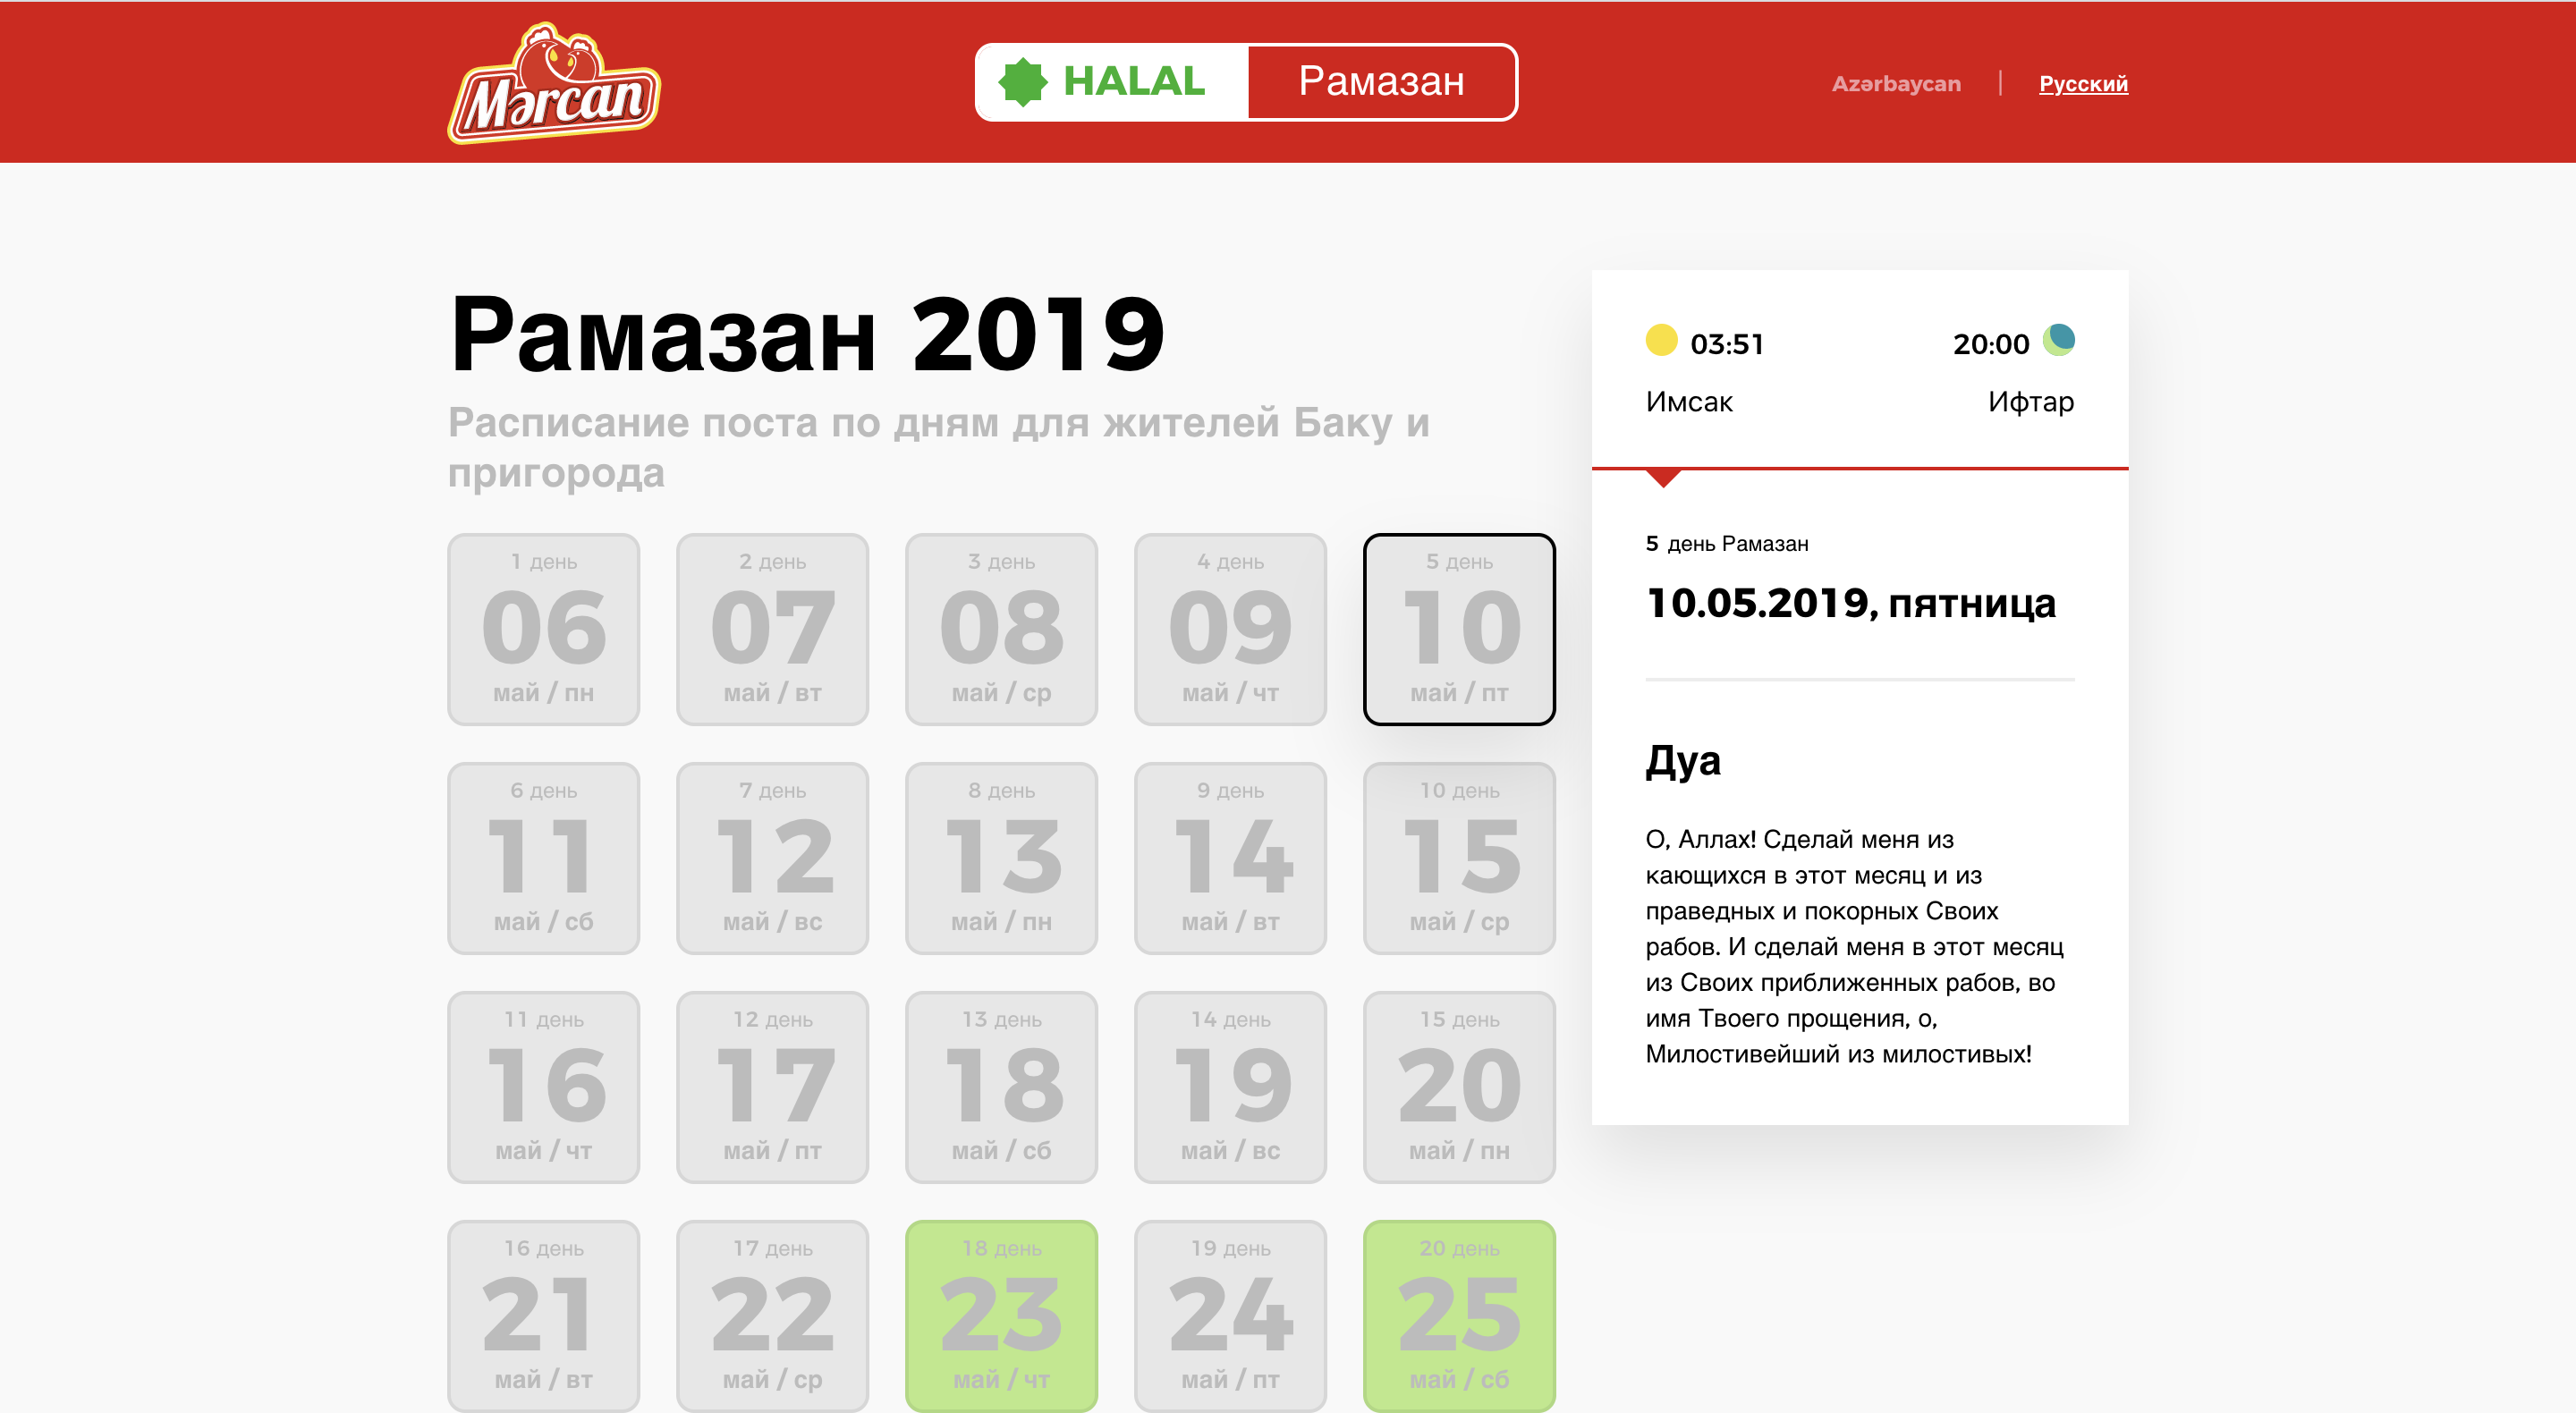 Mərcan
HALAL
Рамазан
Azərbaycan | Русский
Рамазан 2019
Расписание поста по дням для жителей Баку и
пригорода
1 день
06
май / пн
2 день
07
май / вт
3 день
08
май / ср
4 день
09
май / чт
5 день
10
май / пт
6 день
11
май / сб
7 день
12
май / вс
8 день
13
май / пн
9 день
14
май / вт
10 день
15
май / ср
11 день
16
май / чт
12 день
17
май / пт
13 день
18
май / сб
14 день
19
май / вс
15 день
20
май / пн
16 день
21
май / вт
17 день
22
май / ср
18 день
23
май / чт
19 день
24
май / пт
20 день
25
май / сб
03:51
Имсак
20:00
Ифтар
5 день Рамазан
10.05.2019, пятница
Дуа
О, Аллах! Сделай меня из
кающихся в этот месяц и из
праведных и покорных Своих
рабов. И сделай меня в этот месяц
из Своих приближенных рабов, во
имя Твоего прощения, о,
Милостивейший из милостивых!